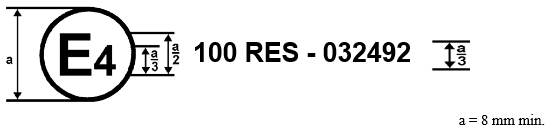 a E4 a/3 a/2 100 RES - 032492 a/3
a = 8 mm min.